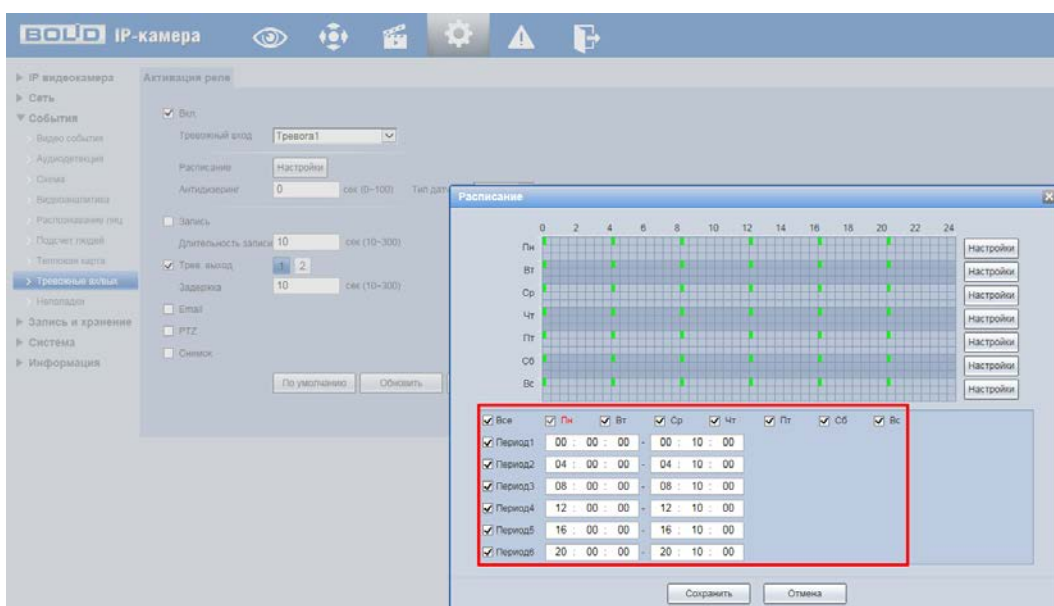 BOLID IP-камера
IP видеокамера
Сеть
События
Видео события
Аудиодетекция
Схема
Видеоаналитика
Распознавание лиц
Подсчет людей
Тепловая карта
Тревожные вх/вых
Неполадки
Запись и хранение
Система
Информация
Активация реле
Вкл.
Тревожный вход Тревога1
Расписание Настройки
Антидизеринг 0 сек (0~100) Тип дат
Запись
Длительность записи 10 сек (10~300)
Трев. выход 1 2
Задержка 10 сек (10~300)
Email
PTZ
Снимок
По умолчанию Обновить
Расписание
0 2 4 6 8 10 12 14 16 18 20 22 24
Пн Настройки
Вт Настройки
Ср Настройки
Чт Настройки
Пт Настройки
Сб Настройки
Вс Настройки
Все Пн Вт Ср Чт Пт Сб Вс
Период1 00 : 00 : 00 - 00 : 10 : 00
Период2 04 : 00 : 00 - 04 : 10 : 00
Период3 08 : 00 : 00 - 08 : 10 : 00
Период4 12 : 00 : 00 - 12 : 10 : 00
Период5 16 : 00 : 00 - 16 : 10 : 00
Период6 20 : 00 : 00 - 20 : 10 : 00
Сохранить Отмена